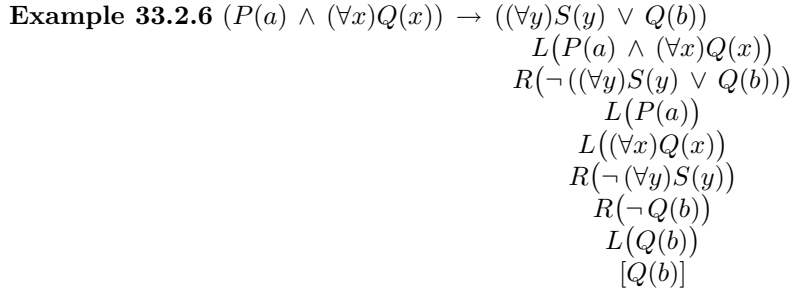 Example 33.2.6 (P(a) ∧ (∀x)Q(x)) → ((∀y)S(y) ∨ Q(b))
L(P(a) ∧ (∀x)Q(x))
R(¬ ((∀y)S(y) ∨ Q(b)))
L(P(a))
L((∀x)Q(x))
R(¬ (∀y)S(y))
R(¬ Q(b))
L(Q(b))
[Q(b)]